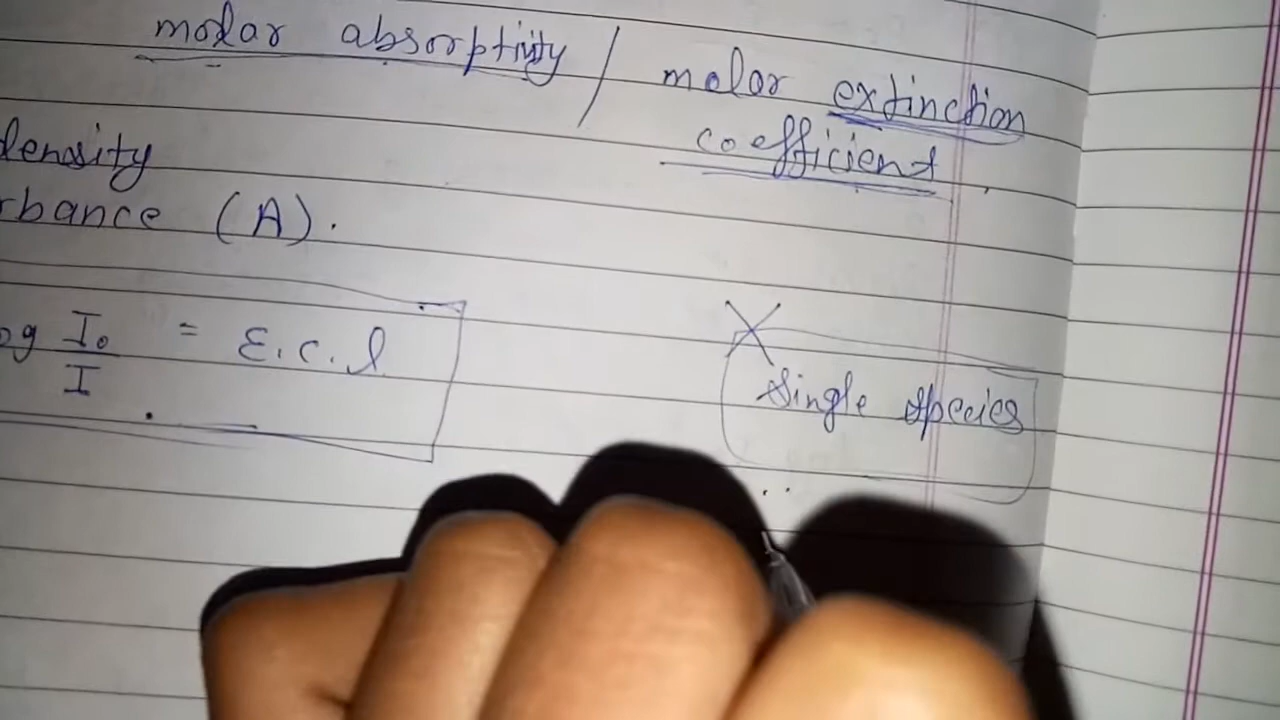 molar absorptivity / molar extinction
coefficient
density
rbance (A).
og I₀/I = ε.c.l
Single species